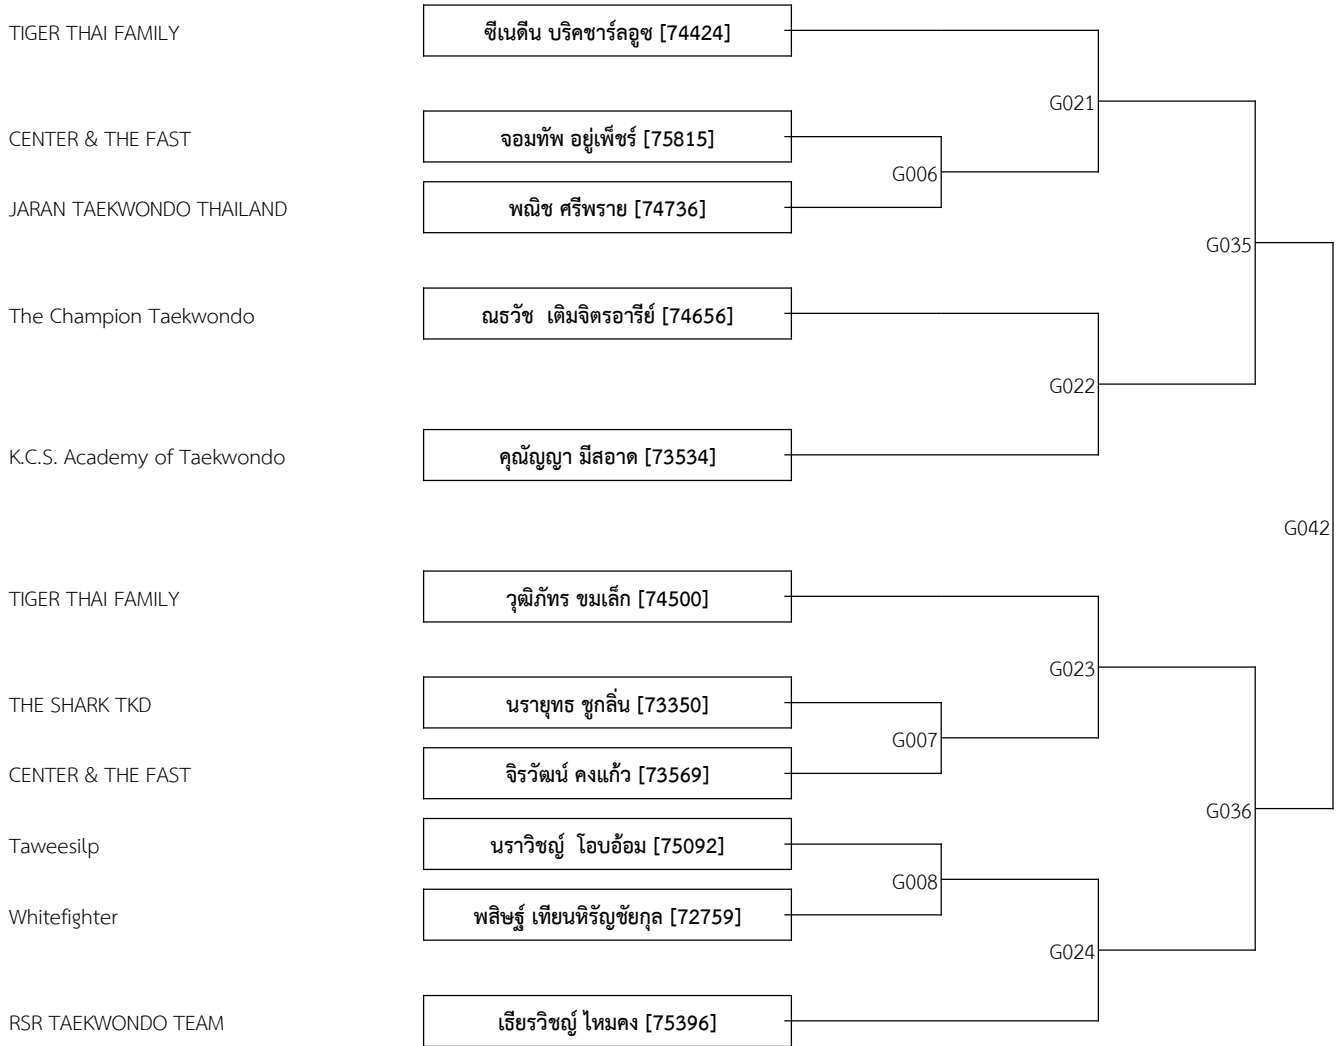 TIGER THAI FAMILY
ซีเนดีน บริคชาร์ลอูซ [74424]
G021
CENTER & THE FAST
จอมทัพ อยู่เพ็ชร์ [75815]
G006
JARAN TAEKWONDO THAILAND
พณิช ศรีพราย [74736]
G035
The Champion Taekwondo
ณธวัช  เติมจิตรอารีย์ [74656]
G022
K.C.S. Academy of Taekwondo
คุณัญญา มีสอาด [73534]
G042
TIGER THAI FAMILY
วุฒิภัทร ขมเล็ก [74500]
G023
THE SHARK TKD
นรายุทธ ชูกลิ่น [73350]
G007
CENTER & THE FAST
จิรวัฒน์ คงแก้ว [73569]
G036
Taweesilp
นราวิชญ์  โอบอ้อม [75092]
G008
Whitefighter
พสิษฐ์ เทียนหิรัญชัยกุล [72759]
G024
RSR TAEKWONDO TEAM
เธียรวิชญ์ ไหมคง [75396]